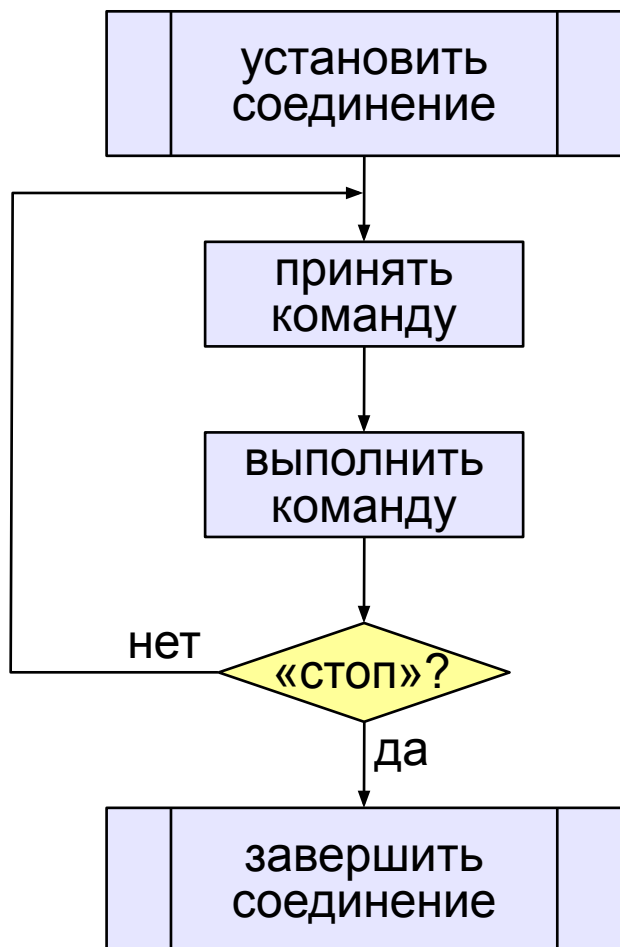 установить
соединение
принять
команду
выполнить
команду
нет
«стоп»?
да
завершить
соединение